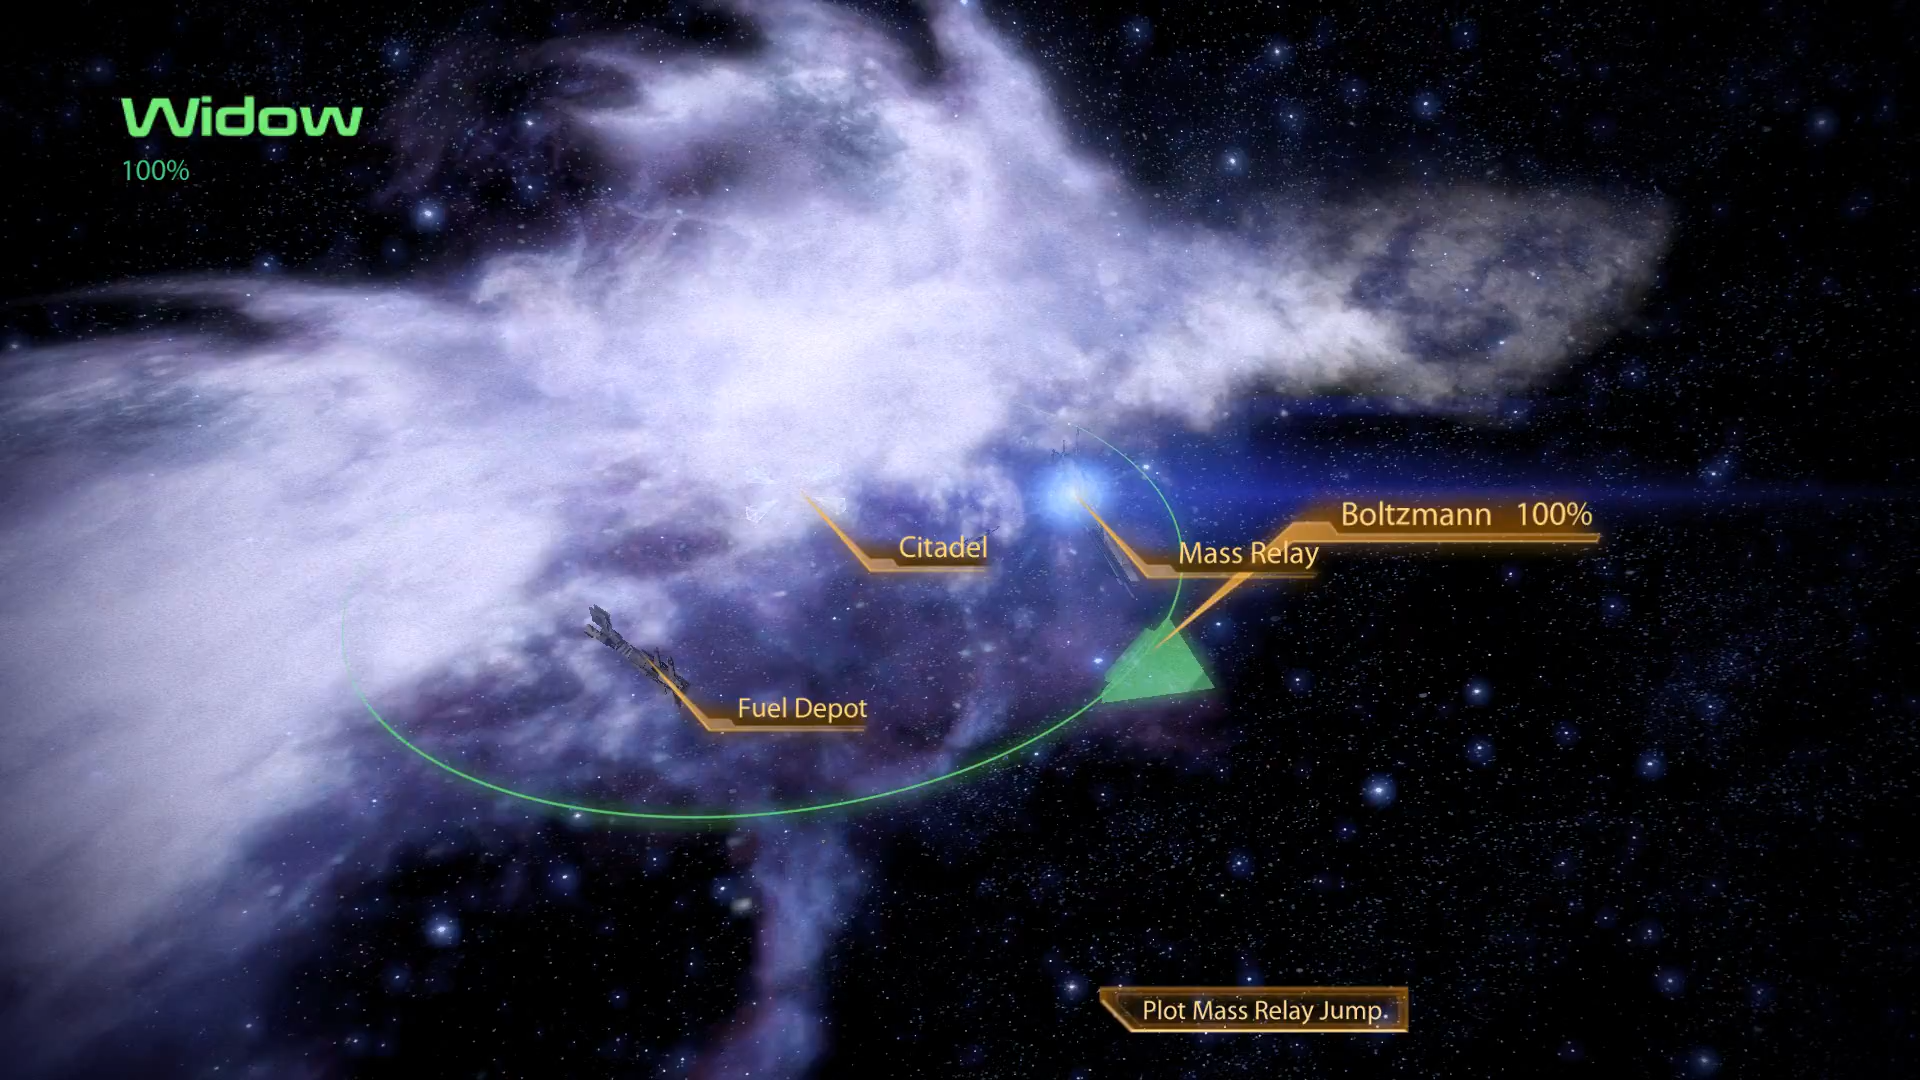 Widow
100%
Boltzmann 100%
Citadel
Mass Relay
Fuel Depot
Plot Mass Relay Jump